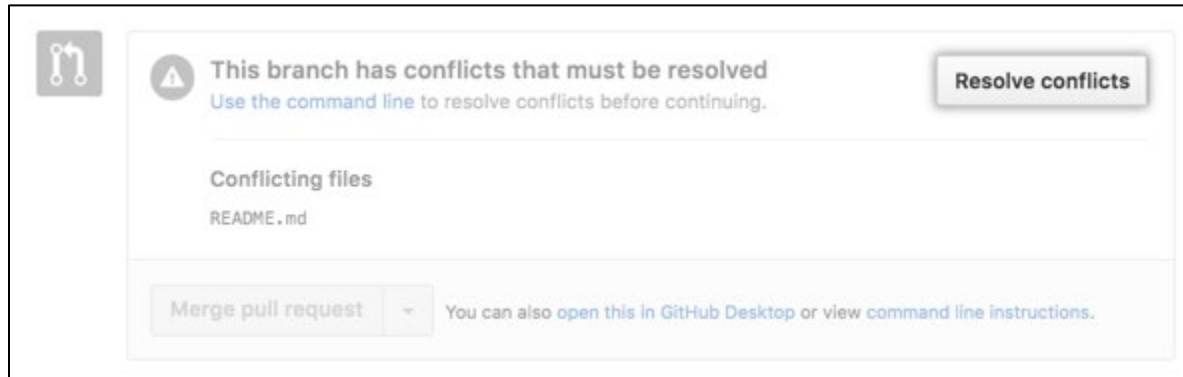 This branch has conflicts that must be resolved
Use the command line to resolve conflicts before continuing.
Resolve conflicts
Conflicting files
README.md
Merge pull request
You can also open this in GitHub Desktop or view command line instructions.